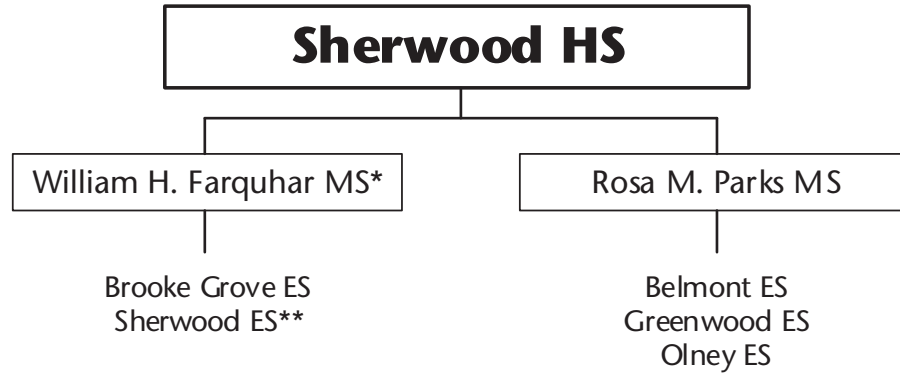 Sherwood HS
William H. Farquhar MS*
Rosa M. Parks MS
Brooke Grove ES
Sherwood ES**
Belmont ES
Greenwood ES
Olney ES